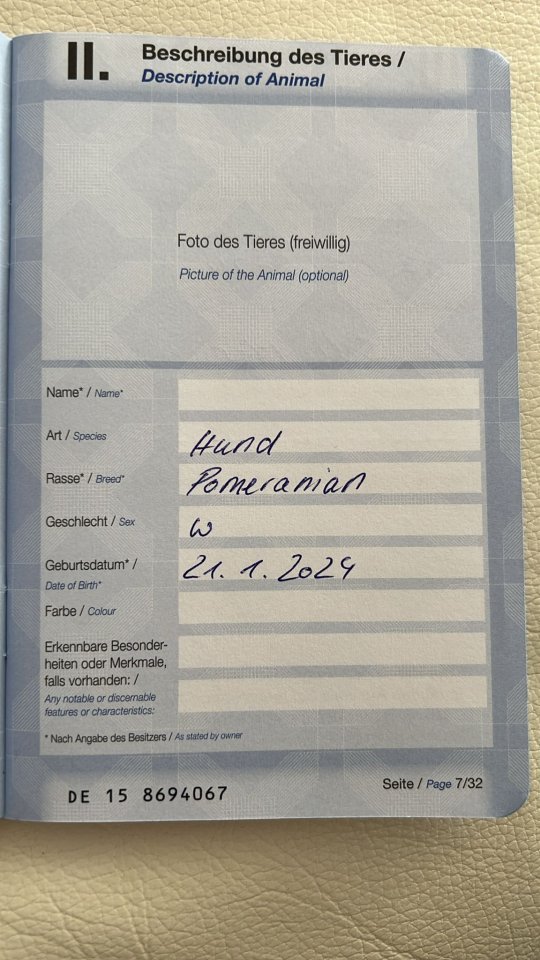 II.
Beschreibung des Tieres /
Description of Animal
Foto des Tieres (freiwillig)
Picture of the Animal (optional)
Name* / Name*
Art / Species Hund
Rasse* / Breed* Pomeranian
Geschlecht / Sex w
Geburtsdatum* / 21.1.2024
Date of Birth*
Farbe / Colour
Erkennbare Besonder-
heiten oder Merkmale,
falls vorhanden: /
Any notable or discernable
features or characteristics:
* Nach Angabe des Besitzers / As stated by owner
DE 15 8694067
Seite / Page 7/32